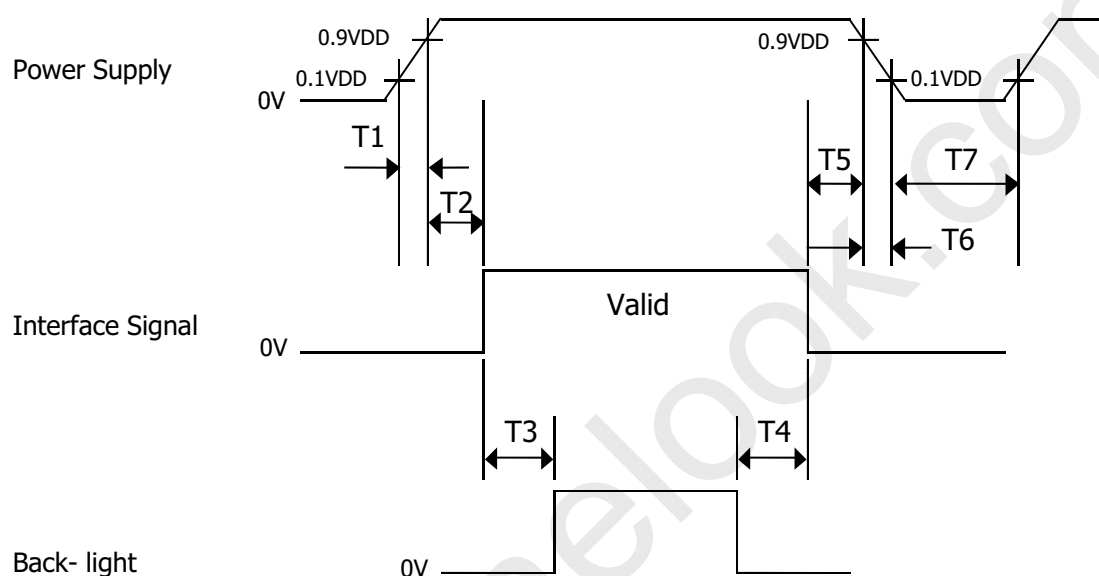 0.9VDD
0.9VDD
Power Supply
0.1VDD
0.1VDD
0V
T1
T5
T7
T2
T6
Valid
Interface Signal
0V
T3
T4
Back- light
0V